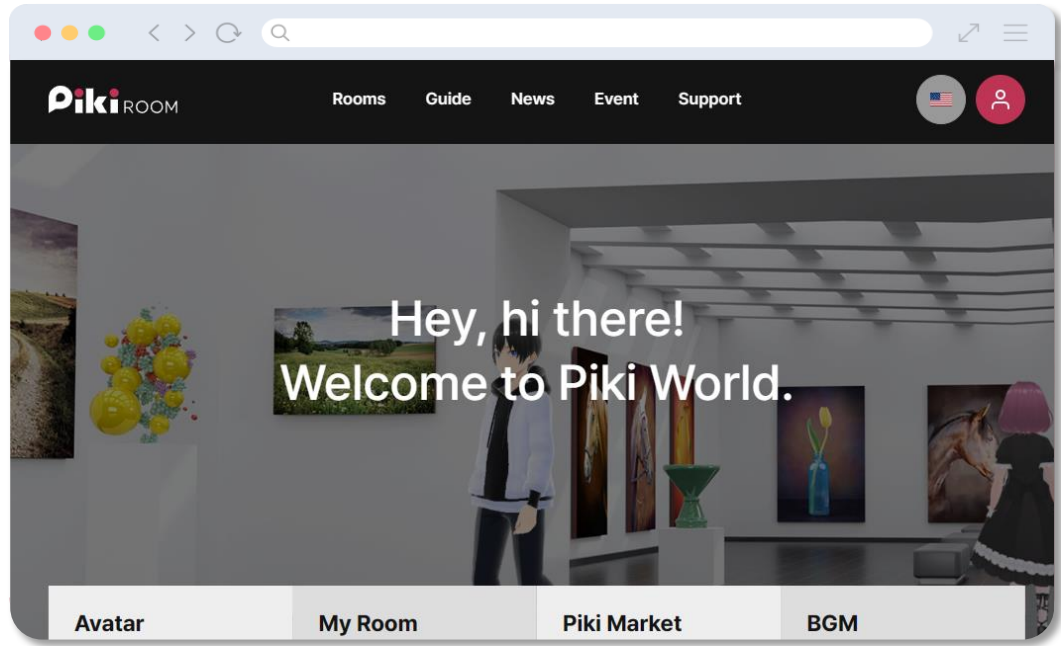 Piki ROOM
Rooms Guide News Event Support
Hey, hi there!
Welcome to Piki World.
Avatar My Room Piki Market BGM